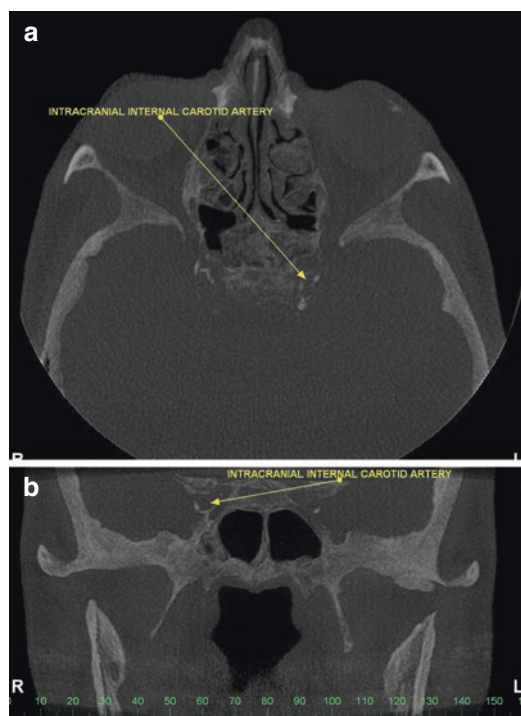 a
INTRACRANIAL INTERNAL CAROTID ARTERY
R L
b
INTRACRANIAL INTERNAL CAROTID ARTERY
R L
0 10 20 30 40 50 60 70 80 90 100 110 120 130 140 150